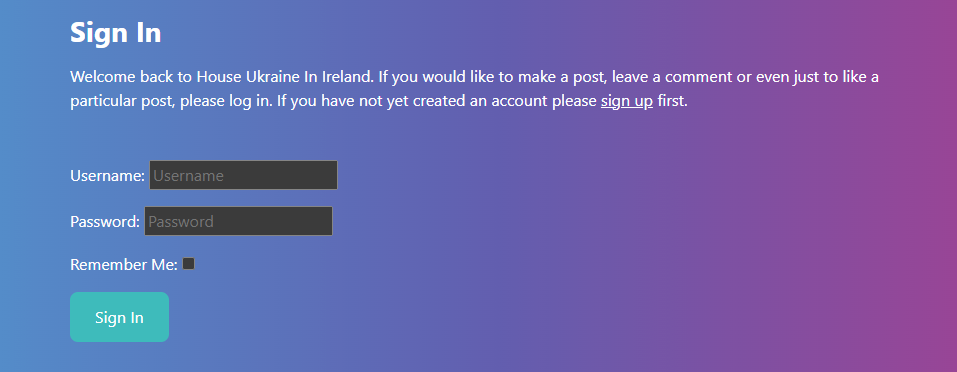 Sign In
Welcome back to House Ukraine In Ireland. If you would like to make a post, leave a comment or even just to like a
particular post, please log in. If you have not yet created an account please sign up first.
Username: Username
Password: Password
Remember Me:
Sign In